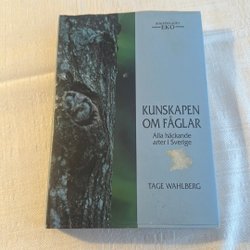 EKO
KUNSKAPEN
OM FÅGLAR
Alla häckande
arter i Sverige
TAGE WAHLBERG